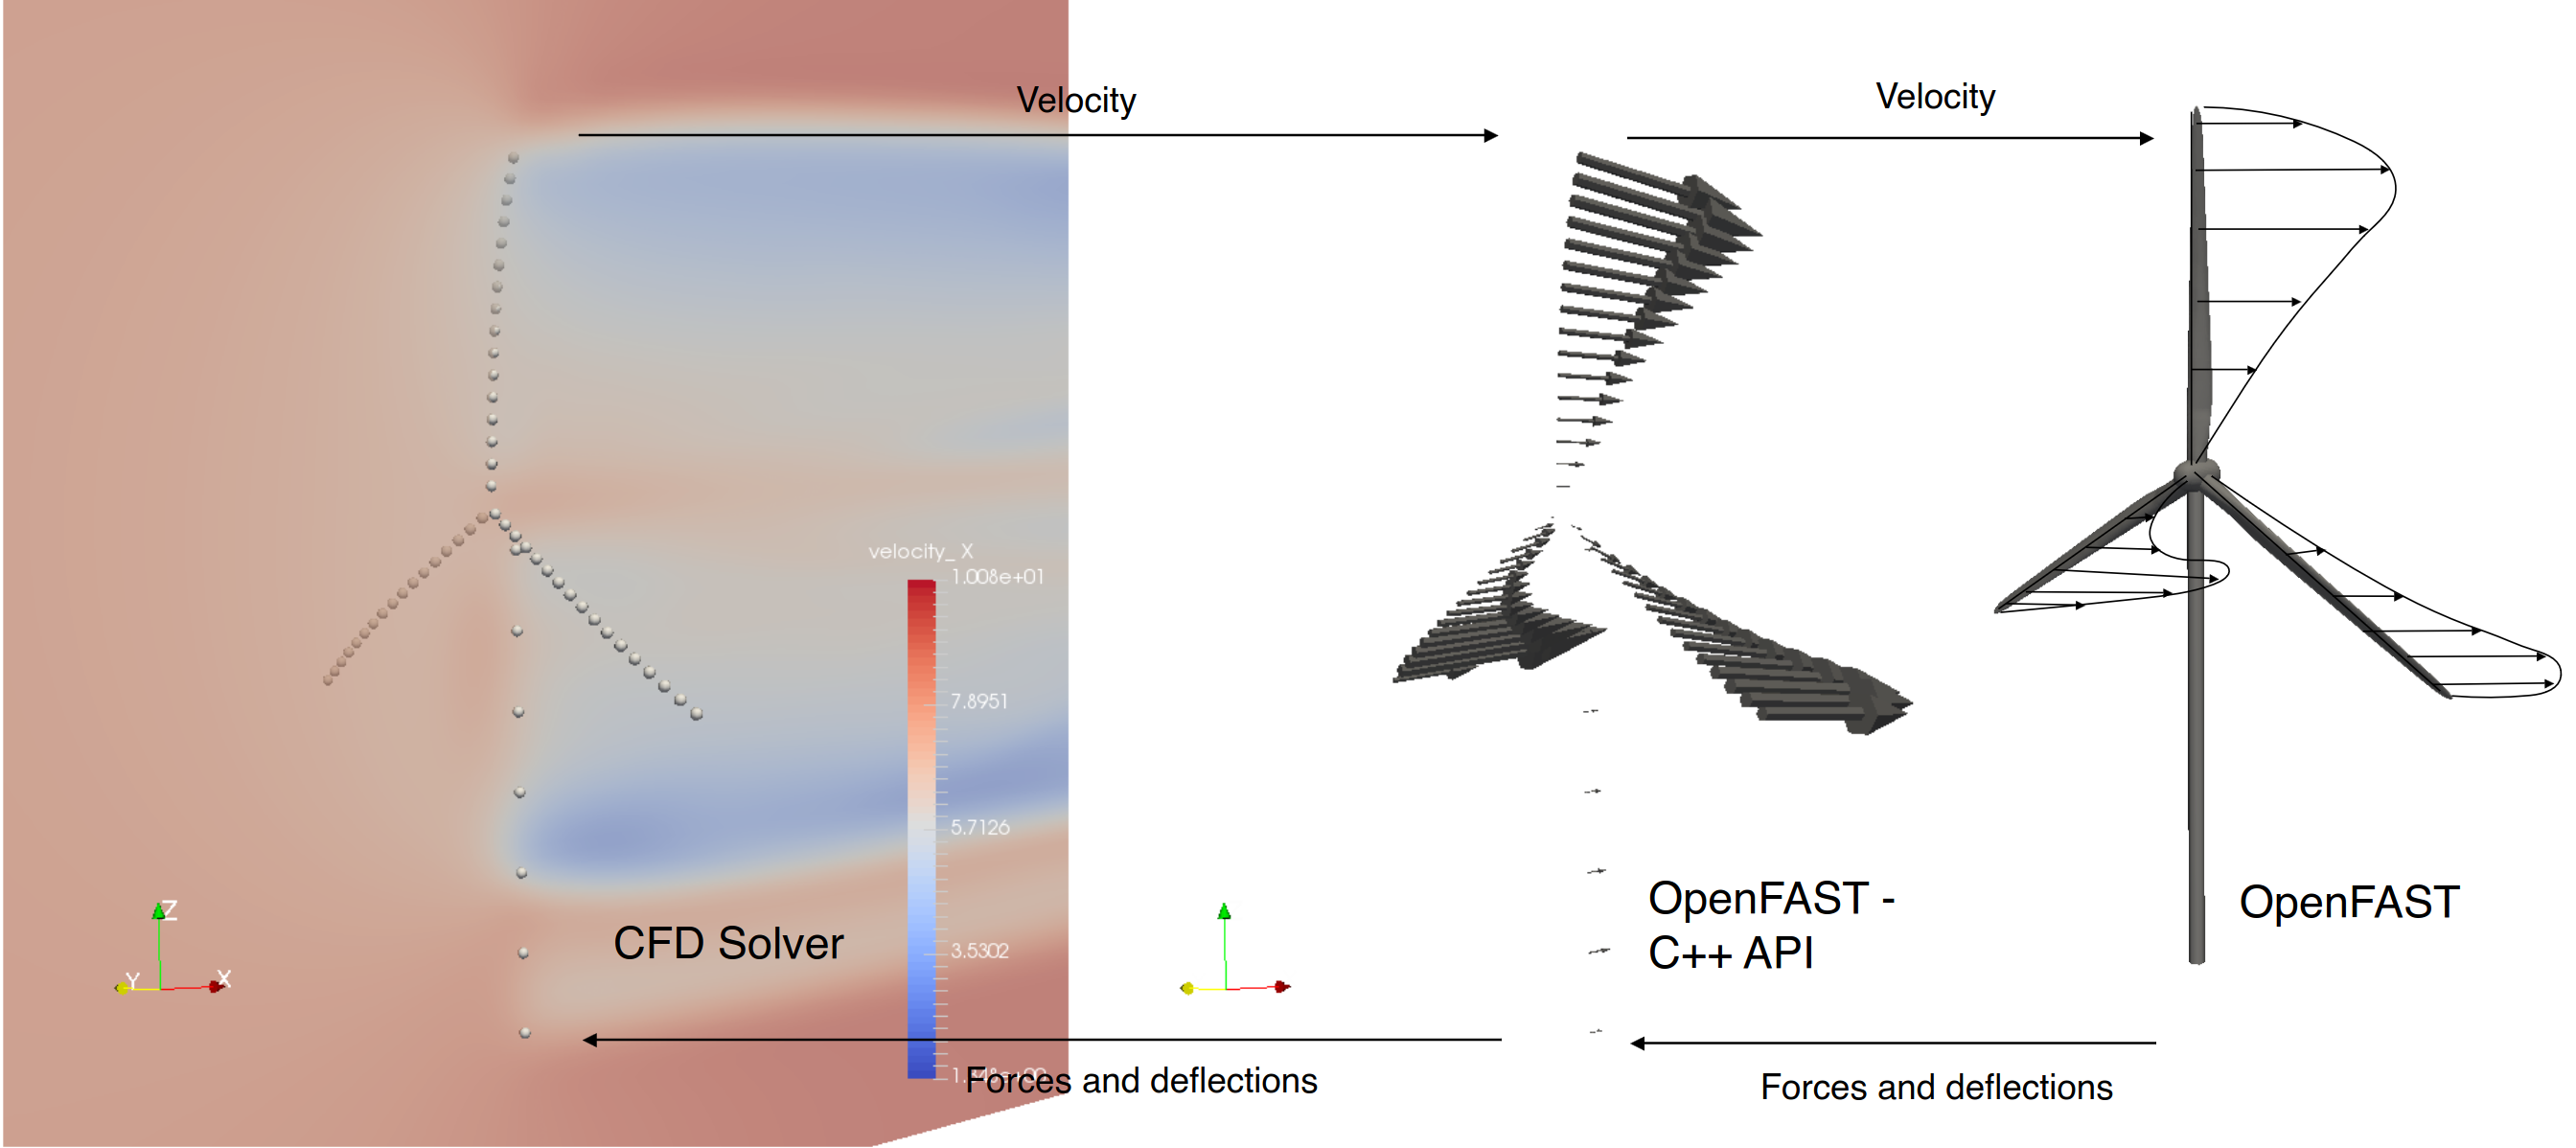 Velocity
Velocity
velocity_X
1.008e+01
7.8951
5.7126
3.5302
CFD Solver
OpenFAST -
C++ API
OpenFAST
Z
Y
X
Forces and deflections
Forces and deflections